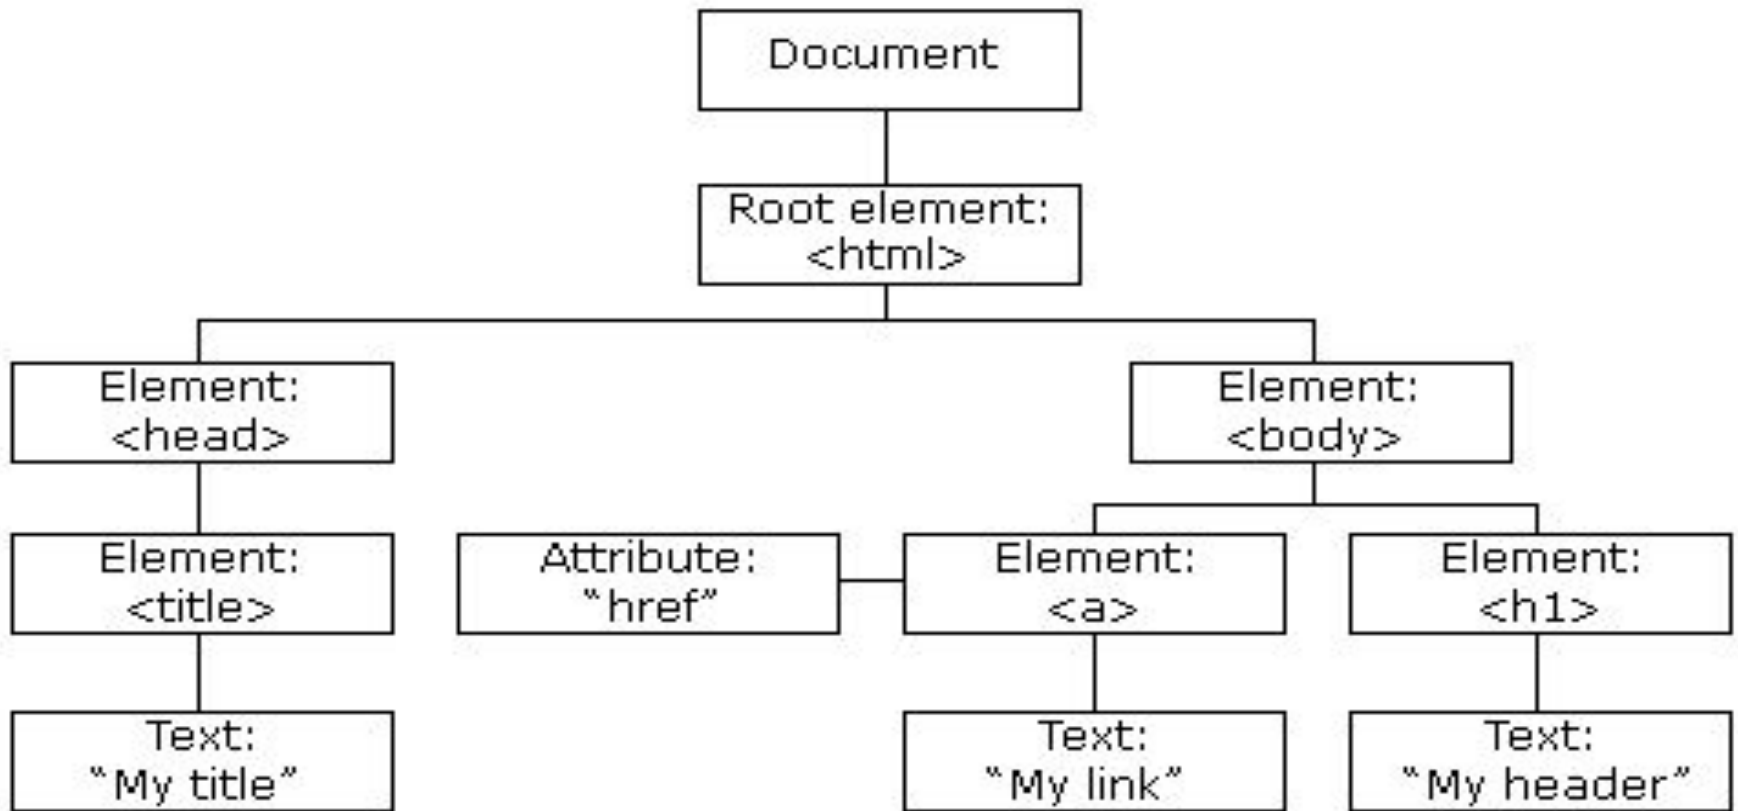 Document
Root element:
<html>
Element:
<head>
Element:
<body>
Element:
<title>
Attribute:
“href”
Element:
<a>
Element:
<h1>
Text:
“My title”
Text:
“My link”
Text:
“My header”